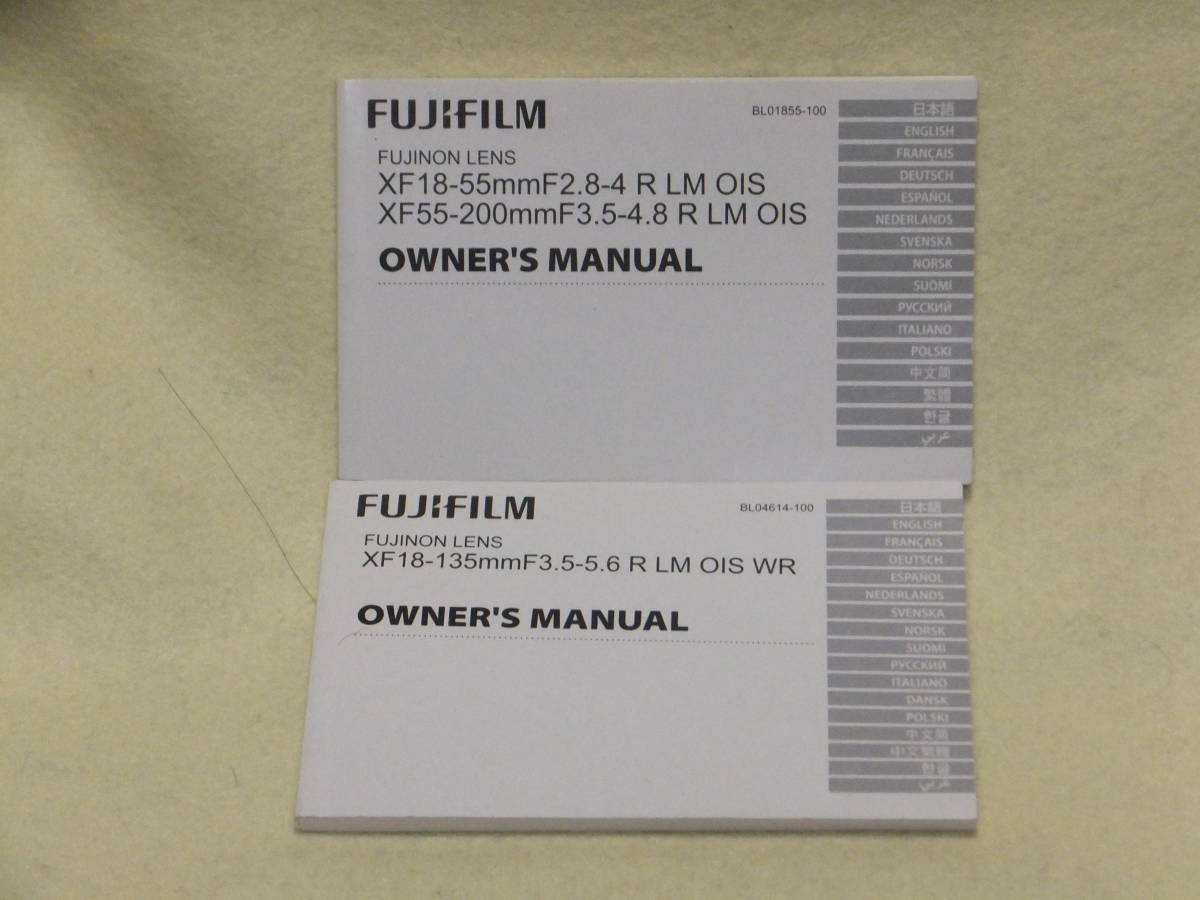 FUJIFILM
BL01855-100
FUJINON LENS
XF18-55mmF2.8-4 R LM OIS
XF55-200mmF3.5-4.8 R LM OIS
OWNER'S MANUAL
日本語
ENGLISH
FRANÇAIS
DEUTSCH
ESPAÑOL
NEDERLANDS
SVENSKA
NORSK
SUOMI
РУССКИЙ
ITALIANO
POLSKI
中文简
繁體
한글
عربي
FUJIFILM
BL04614-100
FUJINON LENS
XF18-135mmF3.5-5.6 R LM OIS WR
OWNER'S MANUAL
日本語
ENGLISH
FRANÇAIS
DEUTSCH
ESPAÑOL
NEDERLANDS
SVENSKA
NORSK
SUOMI
РУССКИЙ
ITALIANO
DANSK
POLSKI
中文简
中文繁體
한글
عربي